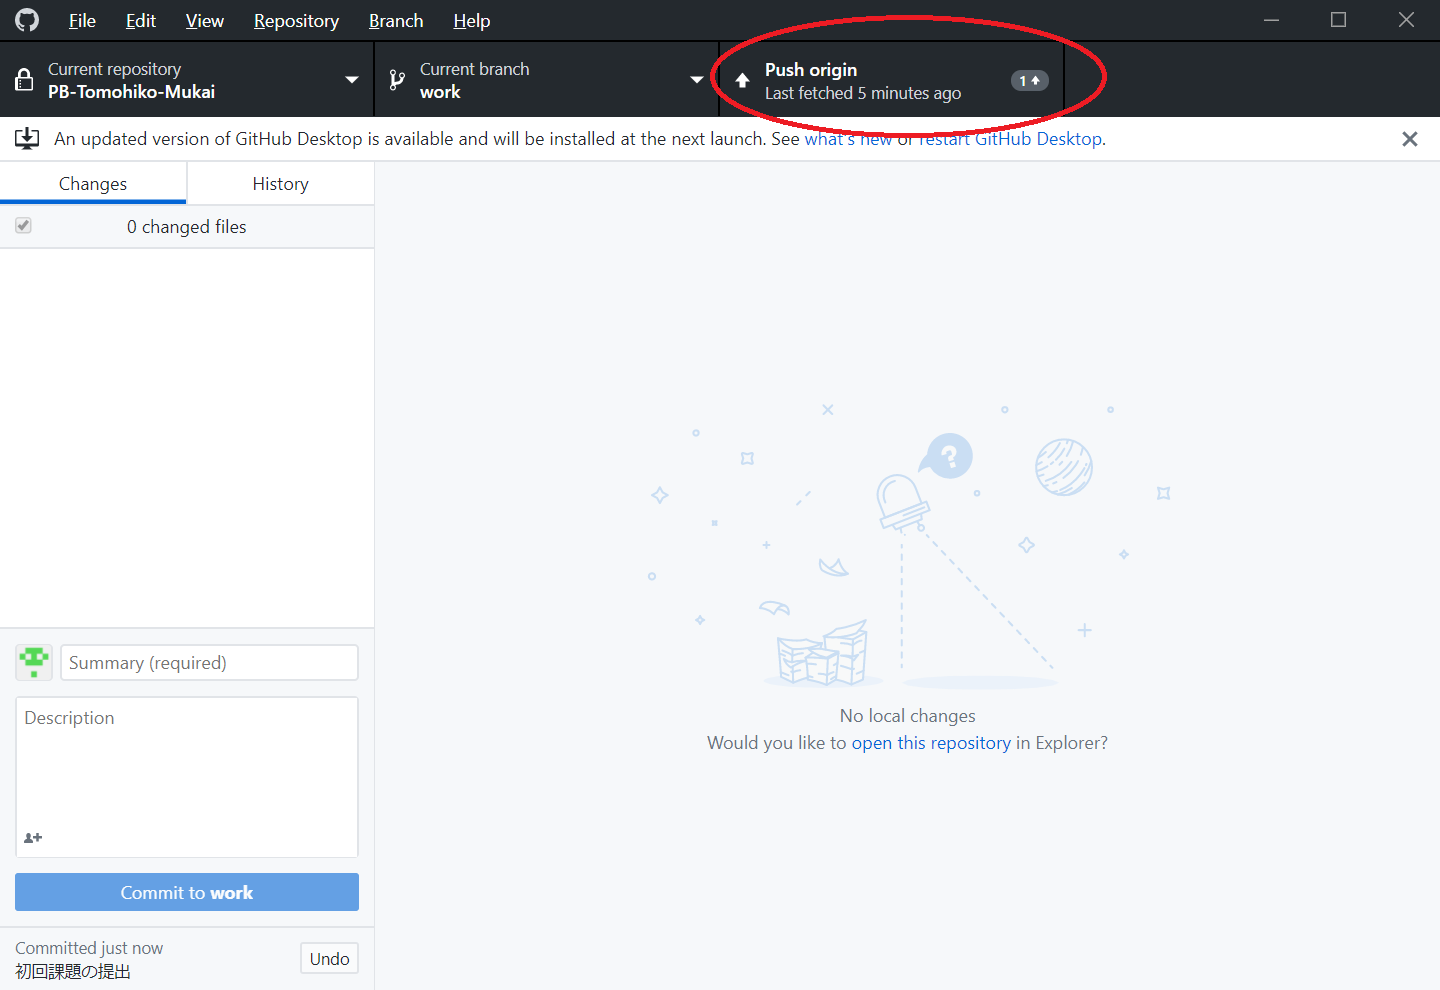 File Edit View Repository Branch Help
Current repository
PB-Tomohiko-Mukai
Current branch
work
Push origin
Last fetched 5 minutes ago
1
An updated version of GitHub Desktop is available and will be installed at the next launch. See what's new or restart GitHub Desktop.
Changes
History
0 changed files
?
No local changes
Would you like to open this repository in Explorer?
Summary (required)
Description
Commit to work
Committed just now
初回課題の提出
Undo